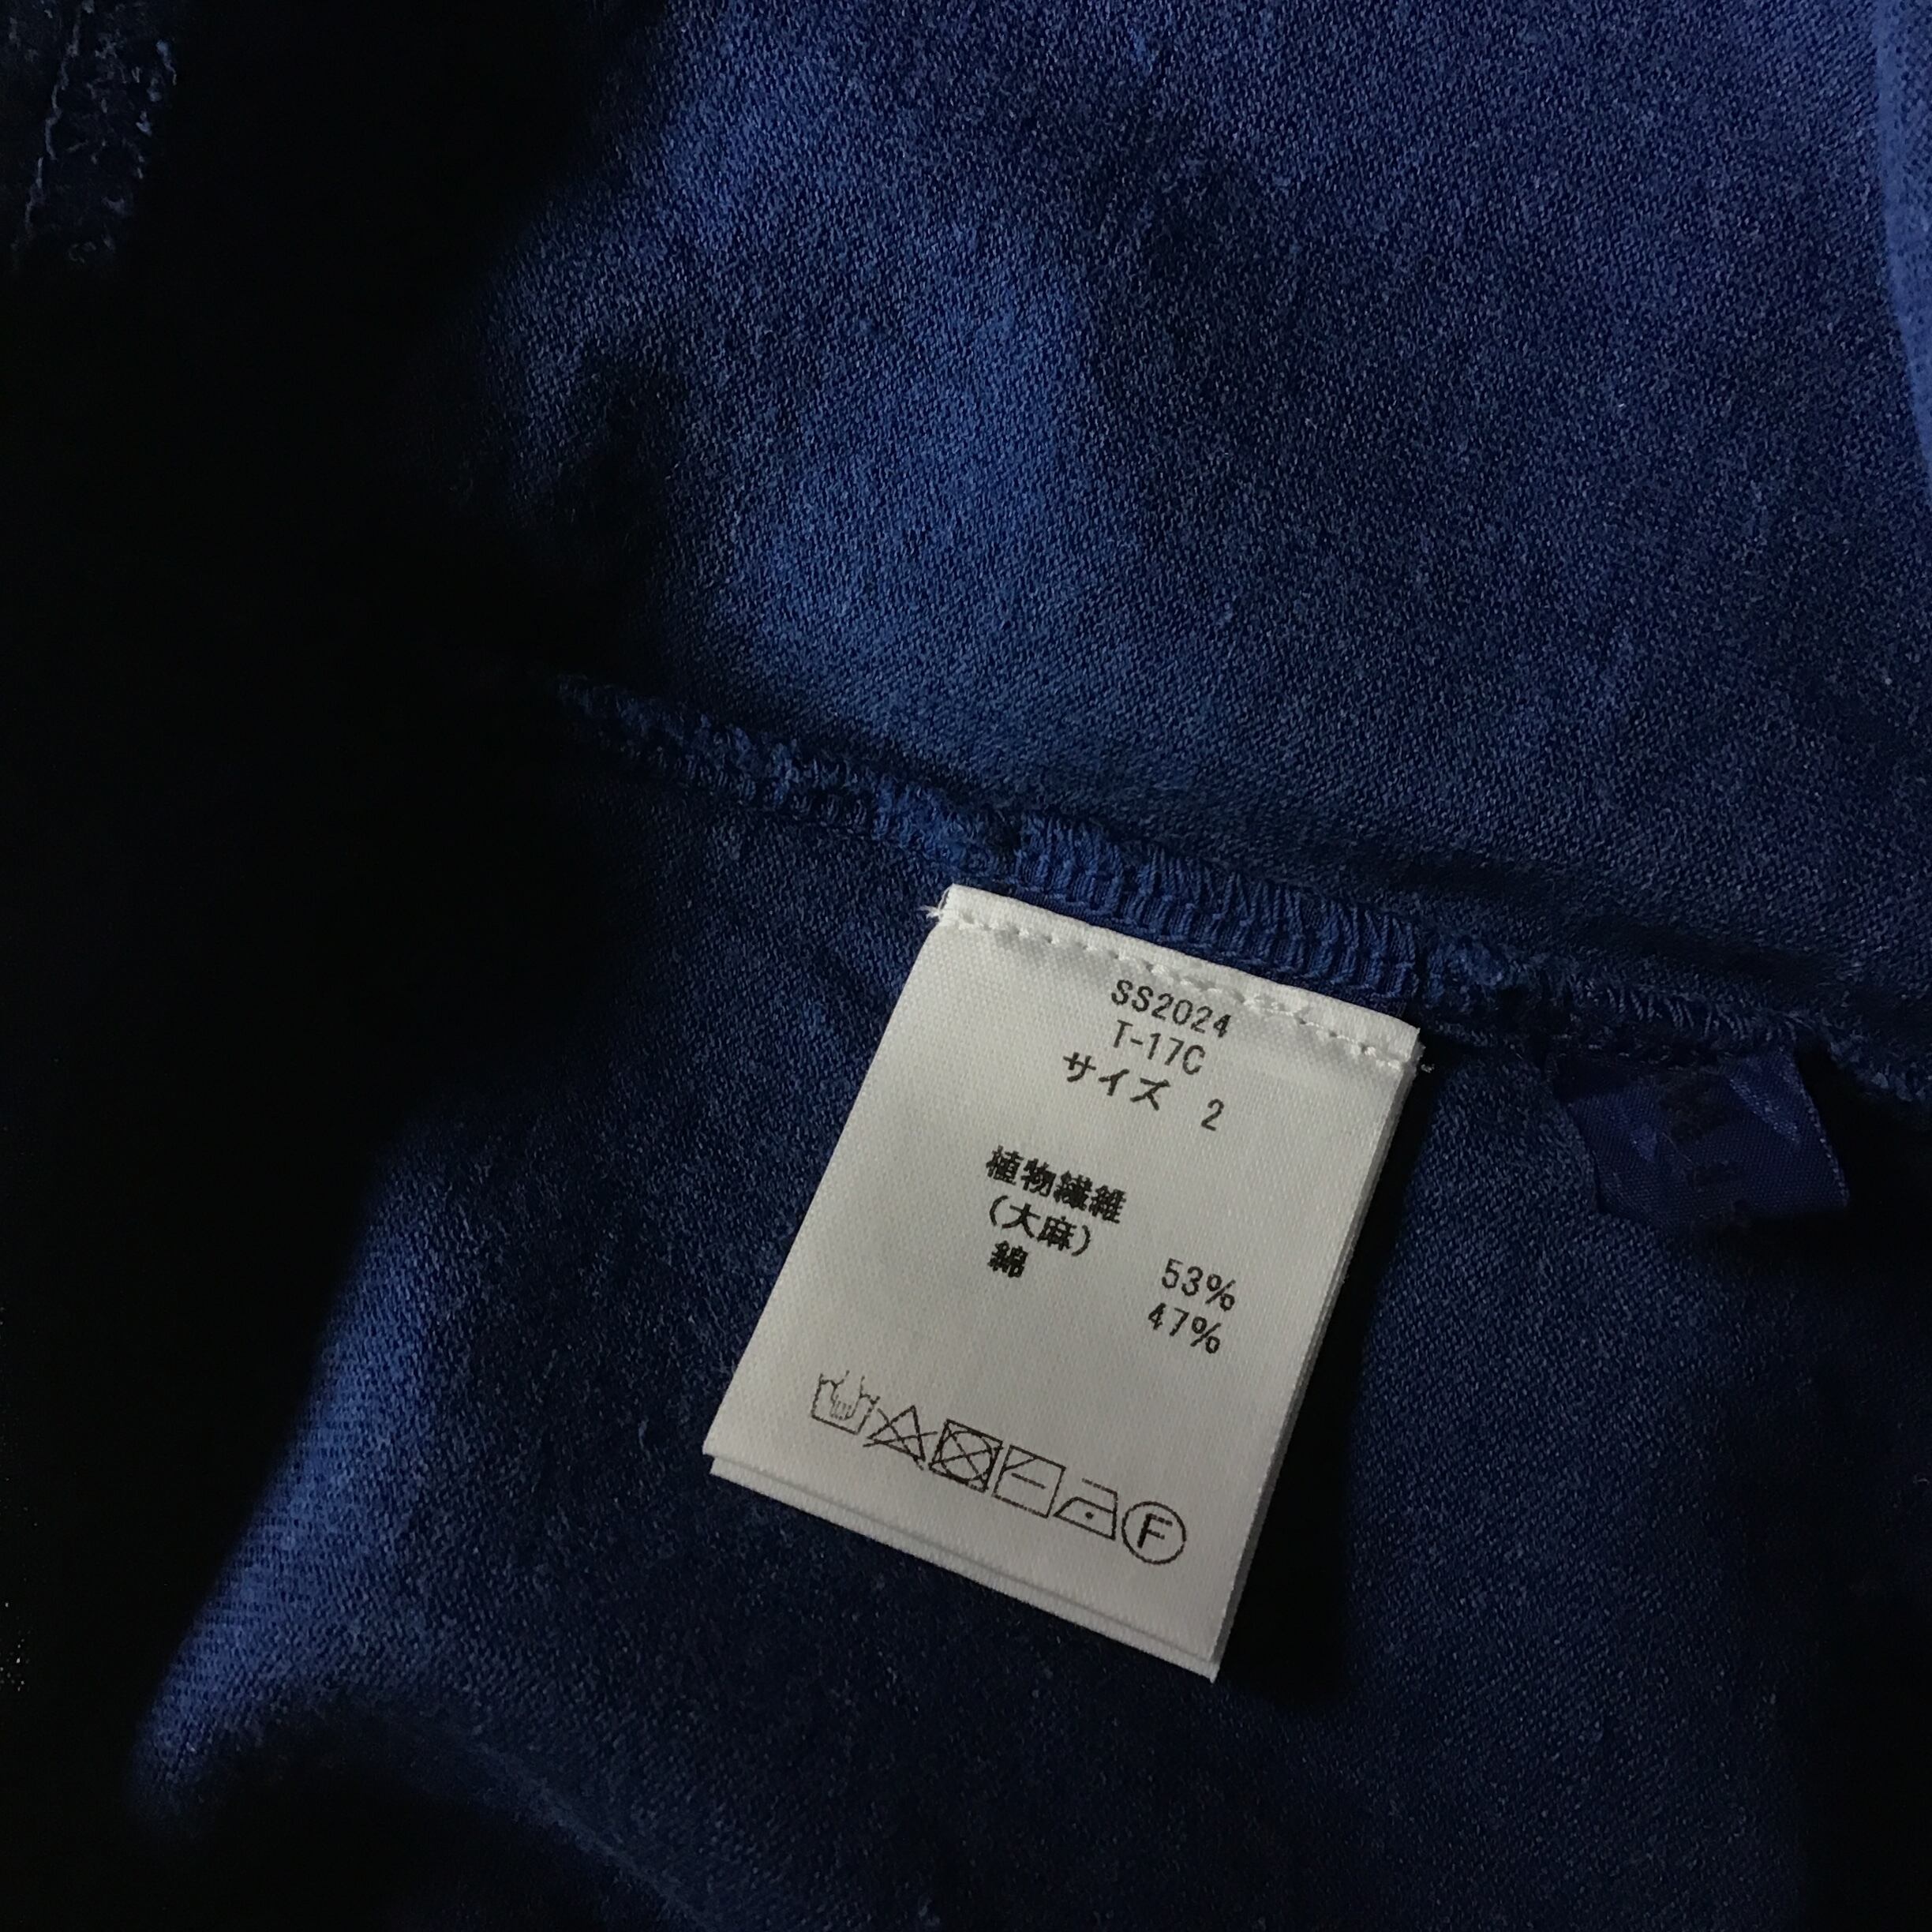 SS2024
T-17C
サイズ 2
植物繊維
(大麻) 53%
綿 47%
F